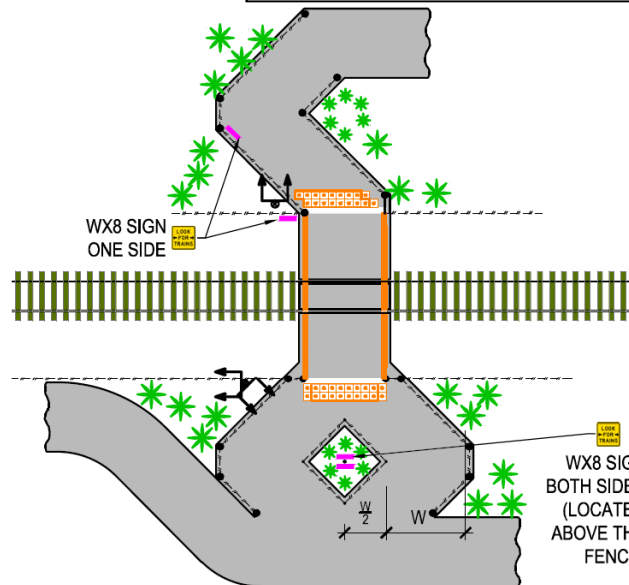 WX8 SIGN
ONE SIDE
LOOK
FOR
TRAINS
LOOK
FOR
TRAINS
WX8 SIG
BOTH SIDE
(LOCATE
ABOVE TH
FENC
W
2
W